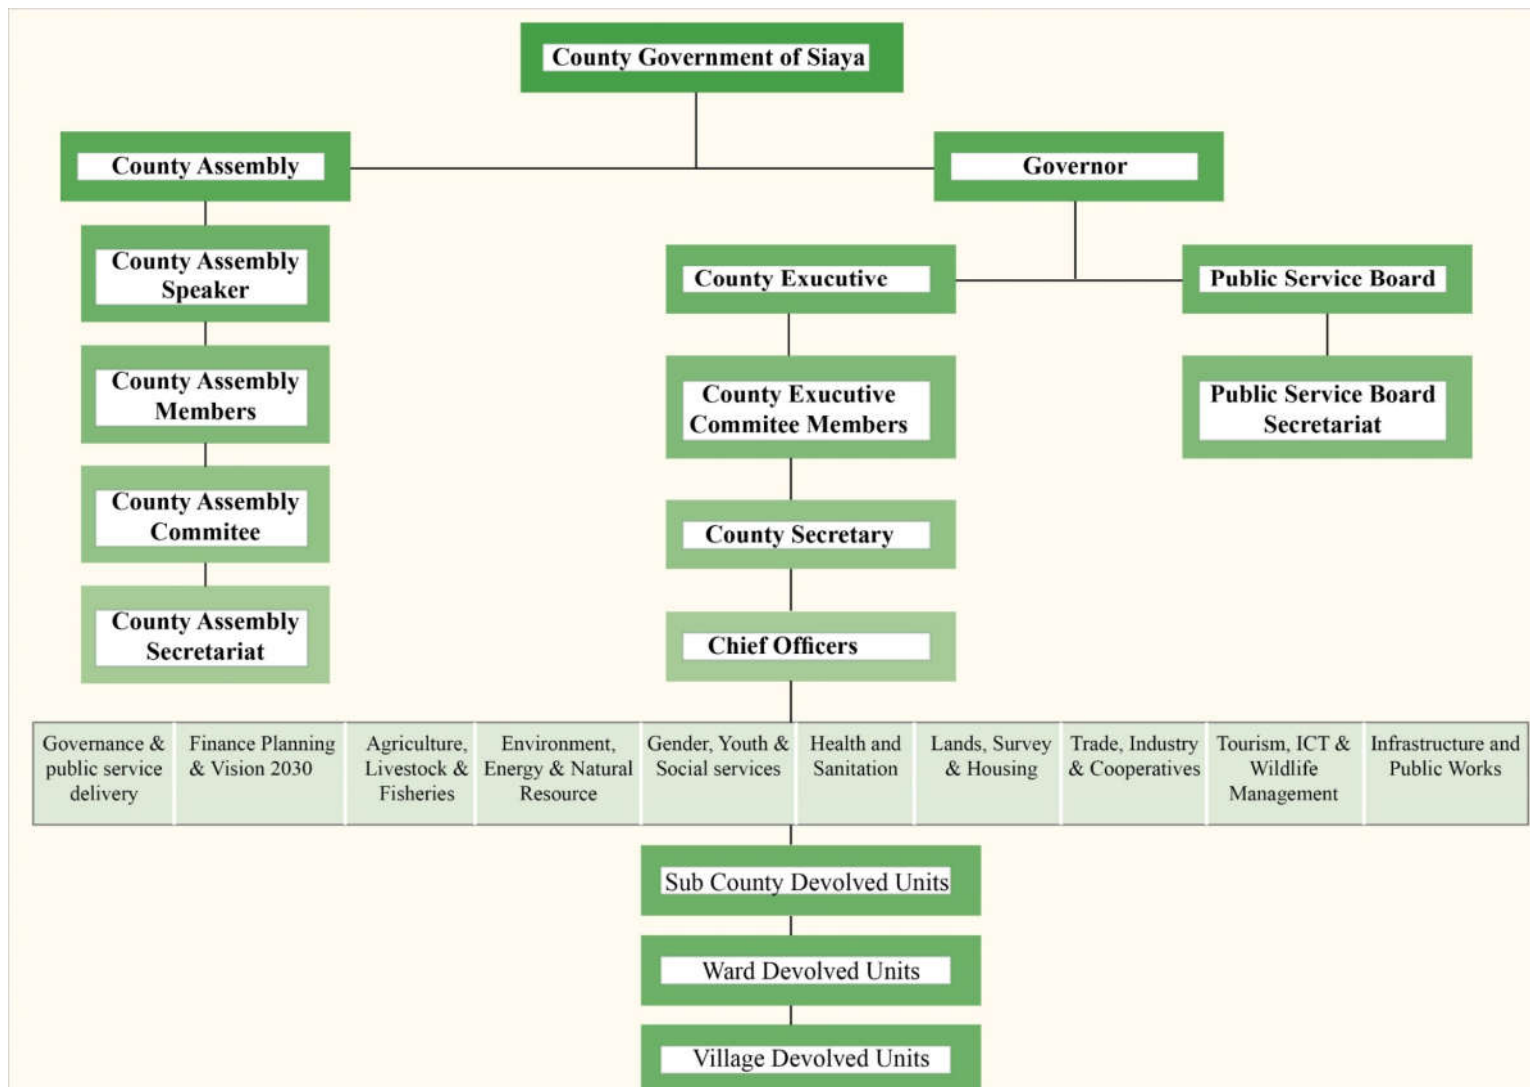 County Government of Siaya
County Assembly
Governor
County Assembly
Speaker
County Exucutive
Public Service Board
County Assembly
Members
County Exucutive
Commitee Members
Public Service Board
Secretariat
County Assembly
Commitee
County Secretary
County Assembly
Secretariat
Chief Officers
Governance &
public service
delivery
Finance Planning
& Vision 2030
Agriculture,
Livestock &
Fisheries
Environment,
Energy & Natural
Resource
Gender, Youth &
Social services
Health and
Sanitation
Lands, Survey
& Housing
Trade, Industry
& Cooperatives
Tourism, ICT &
Wildlife
Management
Infrastructure and
Public Works
Sub County Devolved Units
Ward Devolved Units
Village Devolved Units